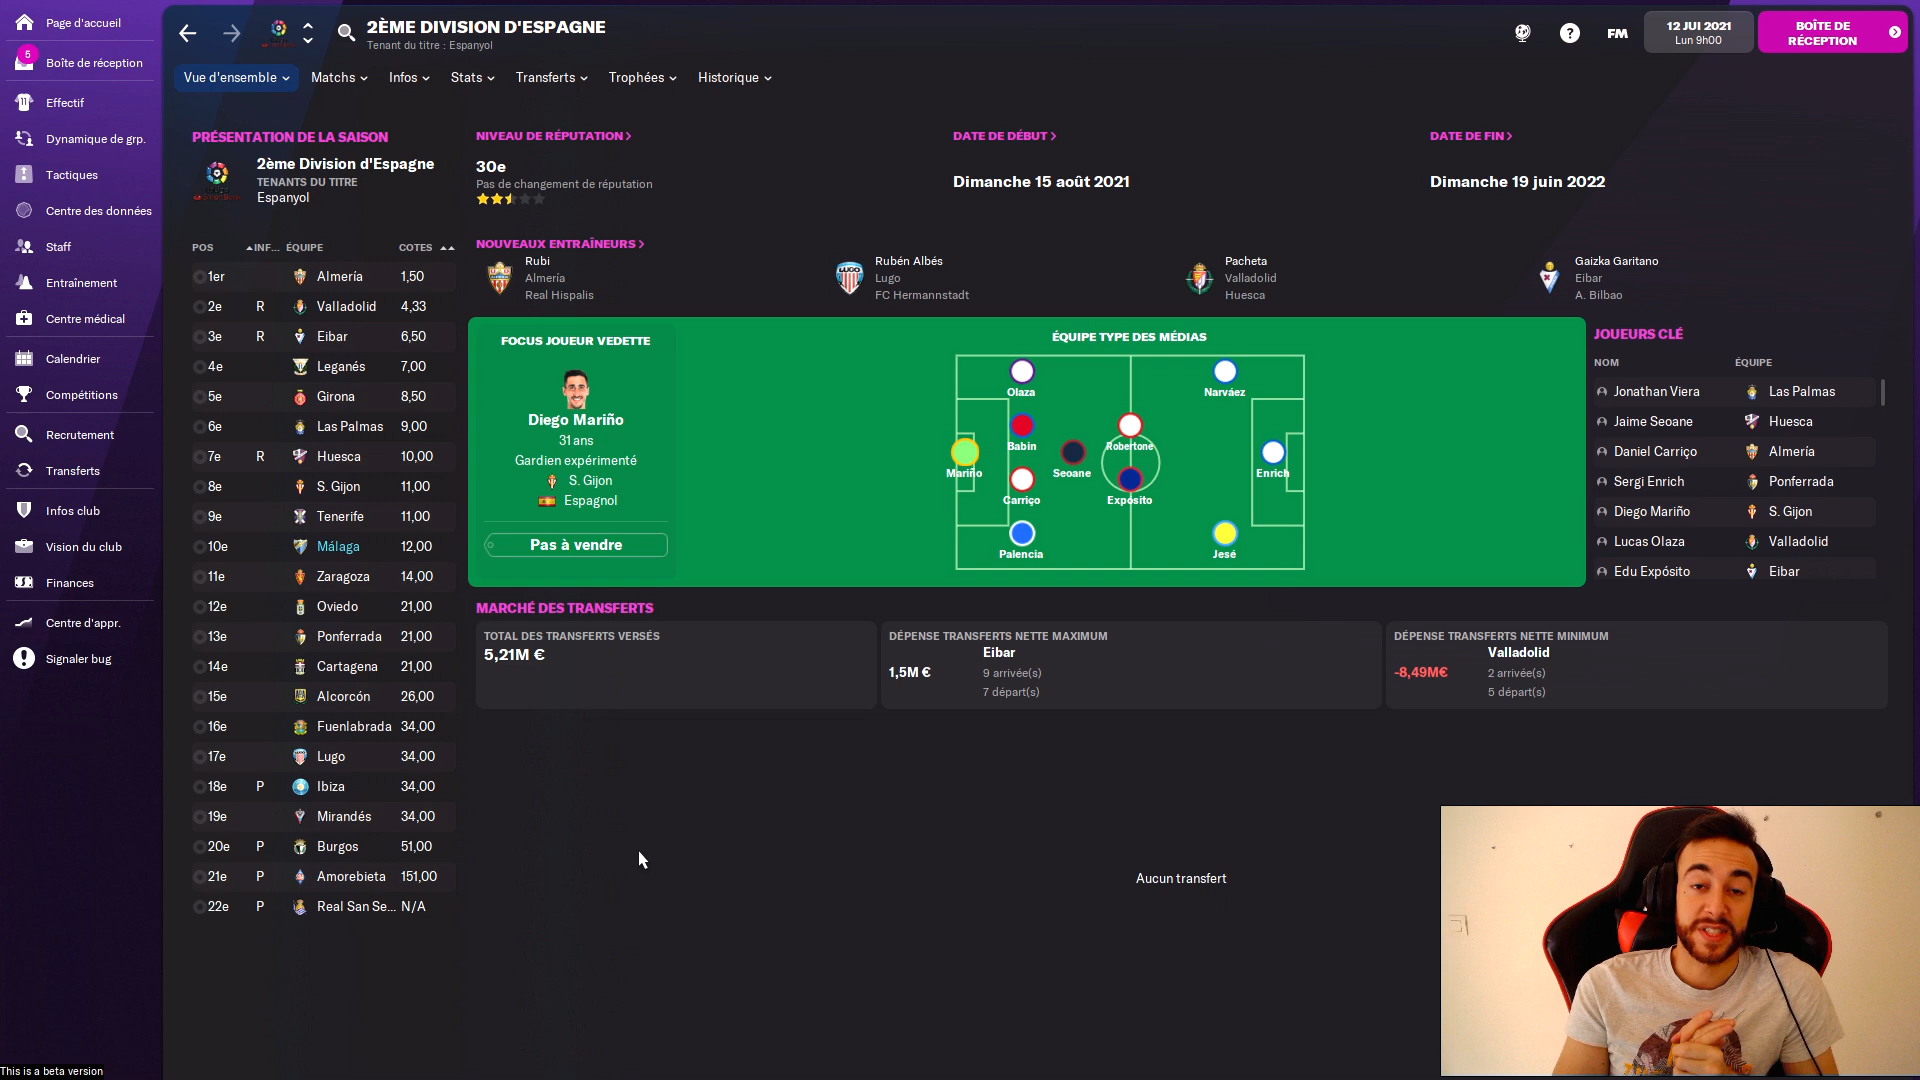 Page d'accueil
5
Boîte de réception
Effectif
Dynamique de grp.
Tactiques
Centre des données
Staff
Entraînement
Centre médical
Calendrier
Compétitions
Recrutement
Transferts
Infos club
Vision du club
Finances
Centre d'appr.
Signaler bug
This is a beta version
2ÈME DIVISION D'ESPAGNE
Tenant du titre : Espanyol
FM
12 JUI 2021
Lun 9h00
BOÎTE DE
RÉCEPTION
Vue d'ensemble
Matchs
Infos
Stats
Transferts
Trophées
Historique
PRÉSENTATION DE LA SAISON
2ème Division d'Espagne
TENANTS DU TITRE
Espanyol
NIVEAU DE RÉPUTATION
30e
Pas de changement de réputation
DATE DE DÉBUT
Dimanche 15 août 2021
DATE DE FIN
Dimanche 19 juin 2022
POS INF... ÉQUIPE COTES
1er Almería 1,50
2e R Valladolid 4,33
3e R Eibar 6,50
4e Leganés 7,00
5e Girona 8,50
6e Las Palmas 9,00
7e R Huesca 10,00
8e S. Gijon 11,00
9e Tenerife 11,00
10e Málaga 12,00
11e Zaragoza 14,00
12e Oviedo 21,00
13e Ponferrada 21,00
14e Cartagena 21,00
15e Alcorcón 26,00
16e Fuenlabrada 34,00
17e Lugo 34,00
18e P Ibiza 34,00
19e Mirandés 34,00
20e P Burgos 51,00
21e P Amorebieta 151,00
22e P Real San Se... N/A
NOUVEAUX ENTRAÎNEURS
Rubi
Almería
Real Hispalis
Rubén Albés
Lugo
FC Hermannstadt
Pacheta
Valladolid
Huesca
Gaizka Garitano
Eibar
A. Bilbao
FOCUS JOUEUR VEDETTE
Diego Mariño
31 ans
Gardien expérimenté
S. Gijon
Espagnol
Pas à vendre
ÉQUIPE TYPE DES MÉDIAS
Olaza
Narváez
Babin
Robertone
Mariño
Seoane
Enrich
Carriço
Expósito
Palencia
Jesé
JOUEURS CLÉ
NOM ÉQUIPE
Jonathan Viera Las Palmas
Jaime Seoane Huesca
Daniel Carriço Almería
Sergi Enrich Ponferrada
Diego Mariño S. Gijon
Lucas Olaza Valladolid
Edu Expósito Eibar
MARCHÉ DES TRANSFERTS
TOTAL DES TRANSFERTS VERSÉS
5,21M €
DÉPENSE TRANSFERTS NETTE MAXIMUM
Eibar
1,5M €
9 arrivée(s)
7 départ(s)
DÉPENSE TRANSFERTS NETTE MINIMUM
Valladolid
-8,49M€
2 arrivée(s)
5 départ(s)
Aucun transfert